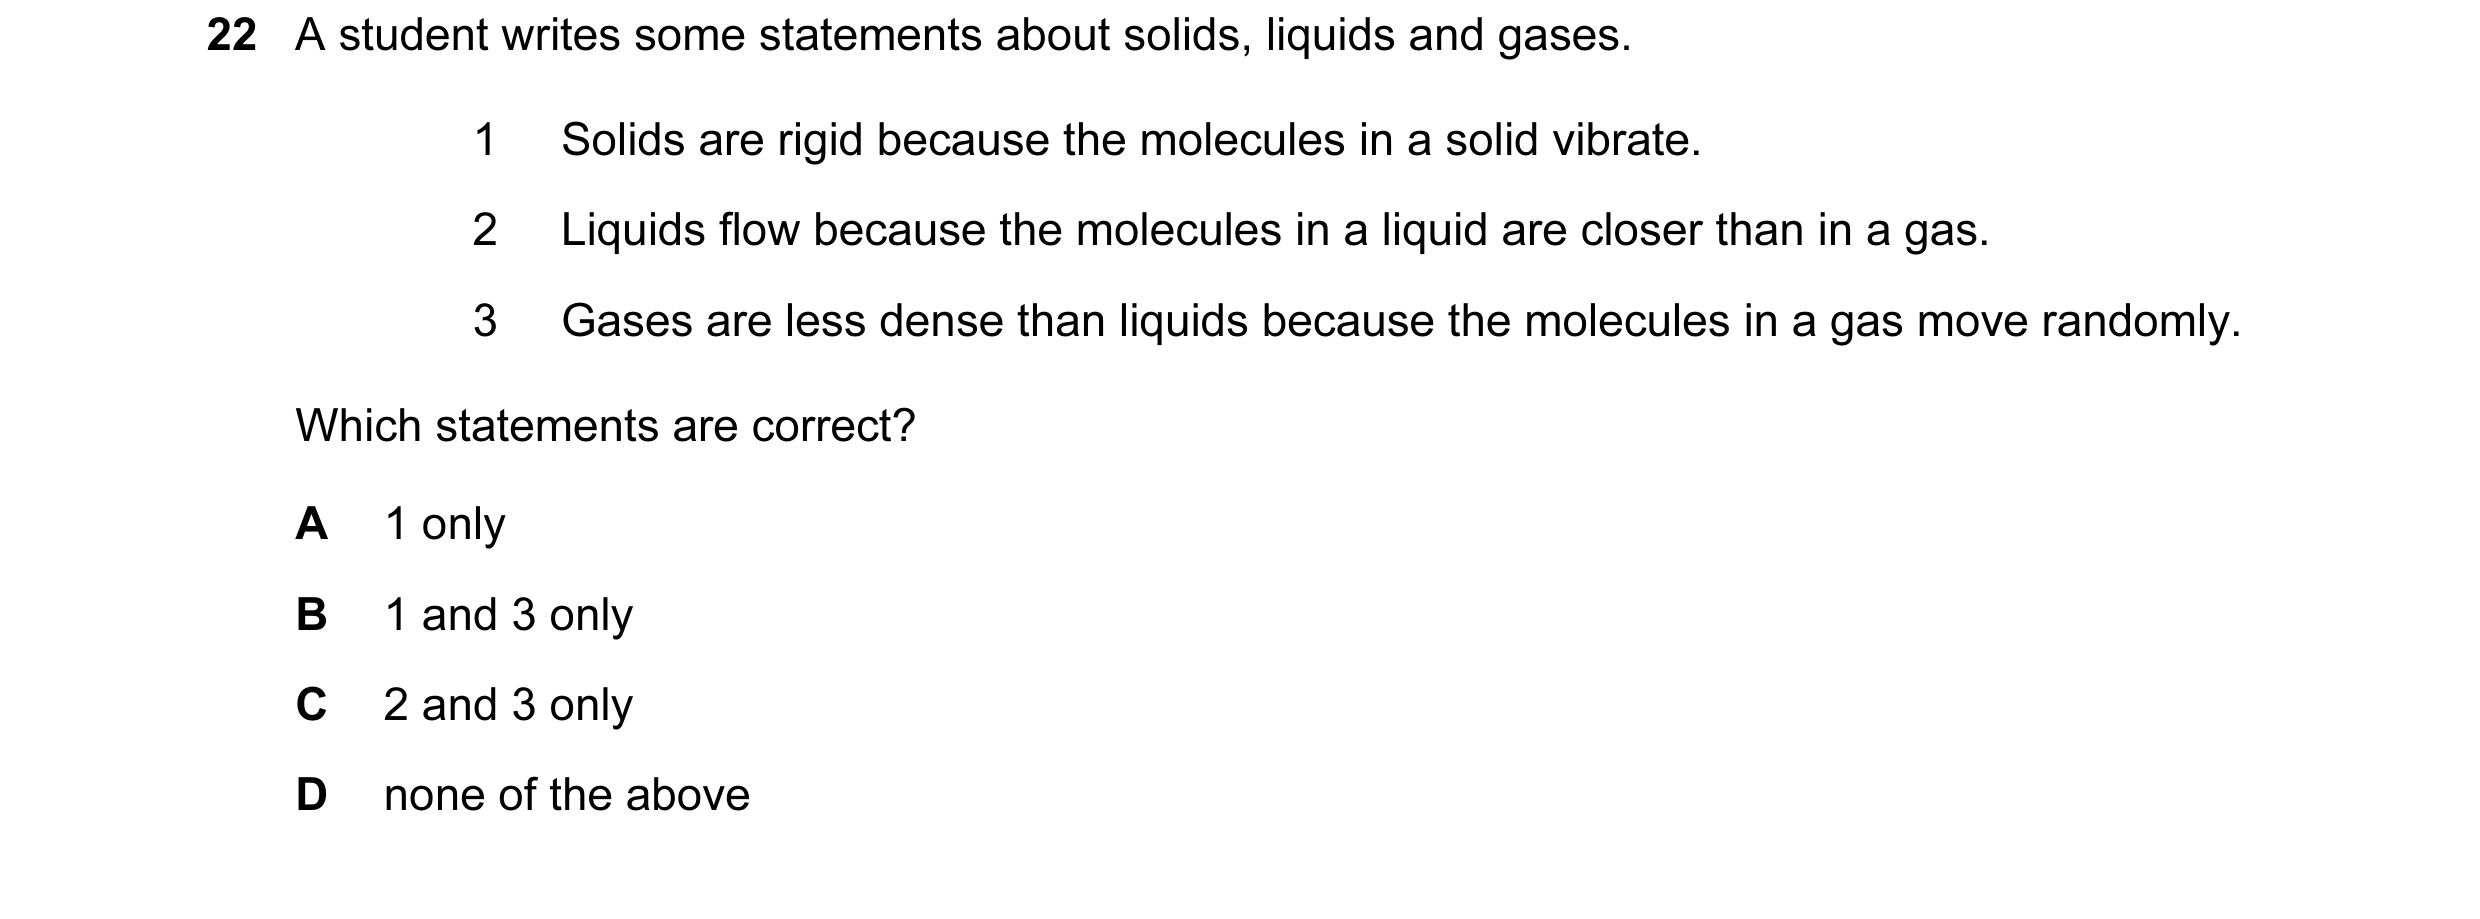 22 A student writes some statements about solids, liquids and gases.
1 Solids are rigid because the molecules in a solid vibrate.
2 Liquids flow because the molecules in a liquid are closer than in a gas.
3 Gases are less dense than liquids because the molecules in a gas move randomly.
Which statements are correct?
A 1 only
B 1 and 3 only
C 2 and 3 only
D none of the above